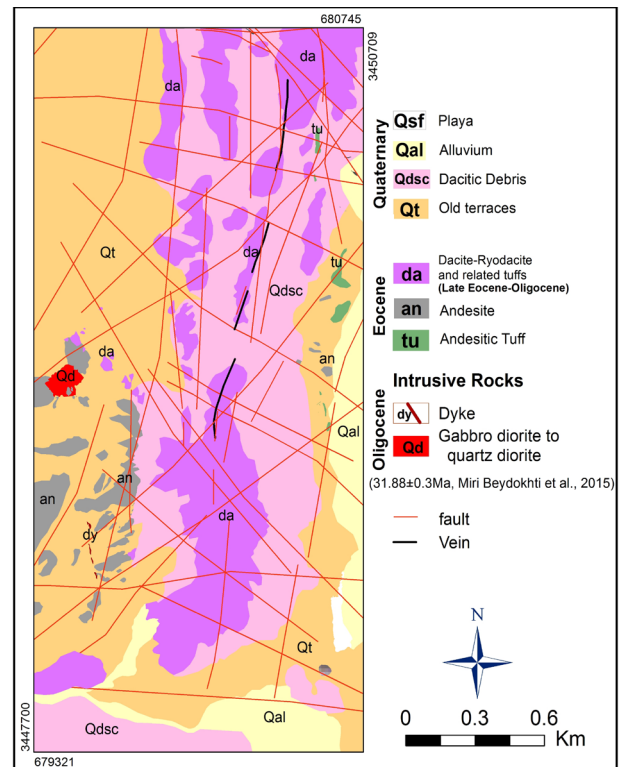 680745
3450709
da
da
tu
Qt
da
tu
Qdsc
da
an
Qd
Qal
an
an
da
dy
Qt
Qal
Qdsc
3447700
679321
Quaternary
Qsf Playa
Qal Alluvium
Qdsc Dacitic Debris
Qt Old terraces
Eocene
da Dacite-Ryodacite
and related tuffs
(Late Eocene-Oligocene)
an Andesite
tu Andesitic Tuff
Oligocene
Intrusive Rocks
dy Dyke
Qd Gabbro diorite to
quartz diorite
(31.88±0.3Ma, Miri Beydokhti et al., 2015)
fault
Vein
N
0 0.3 0.6
Km